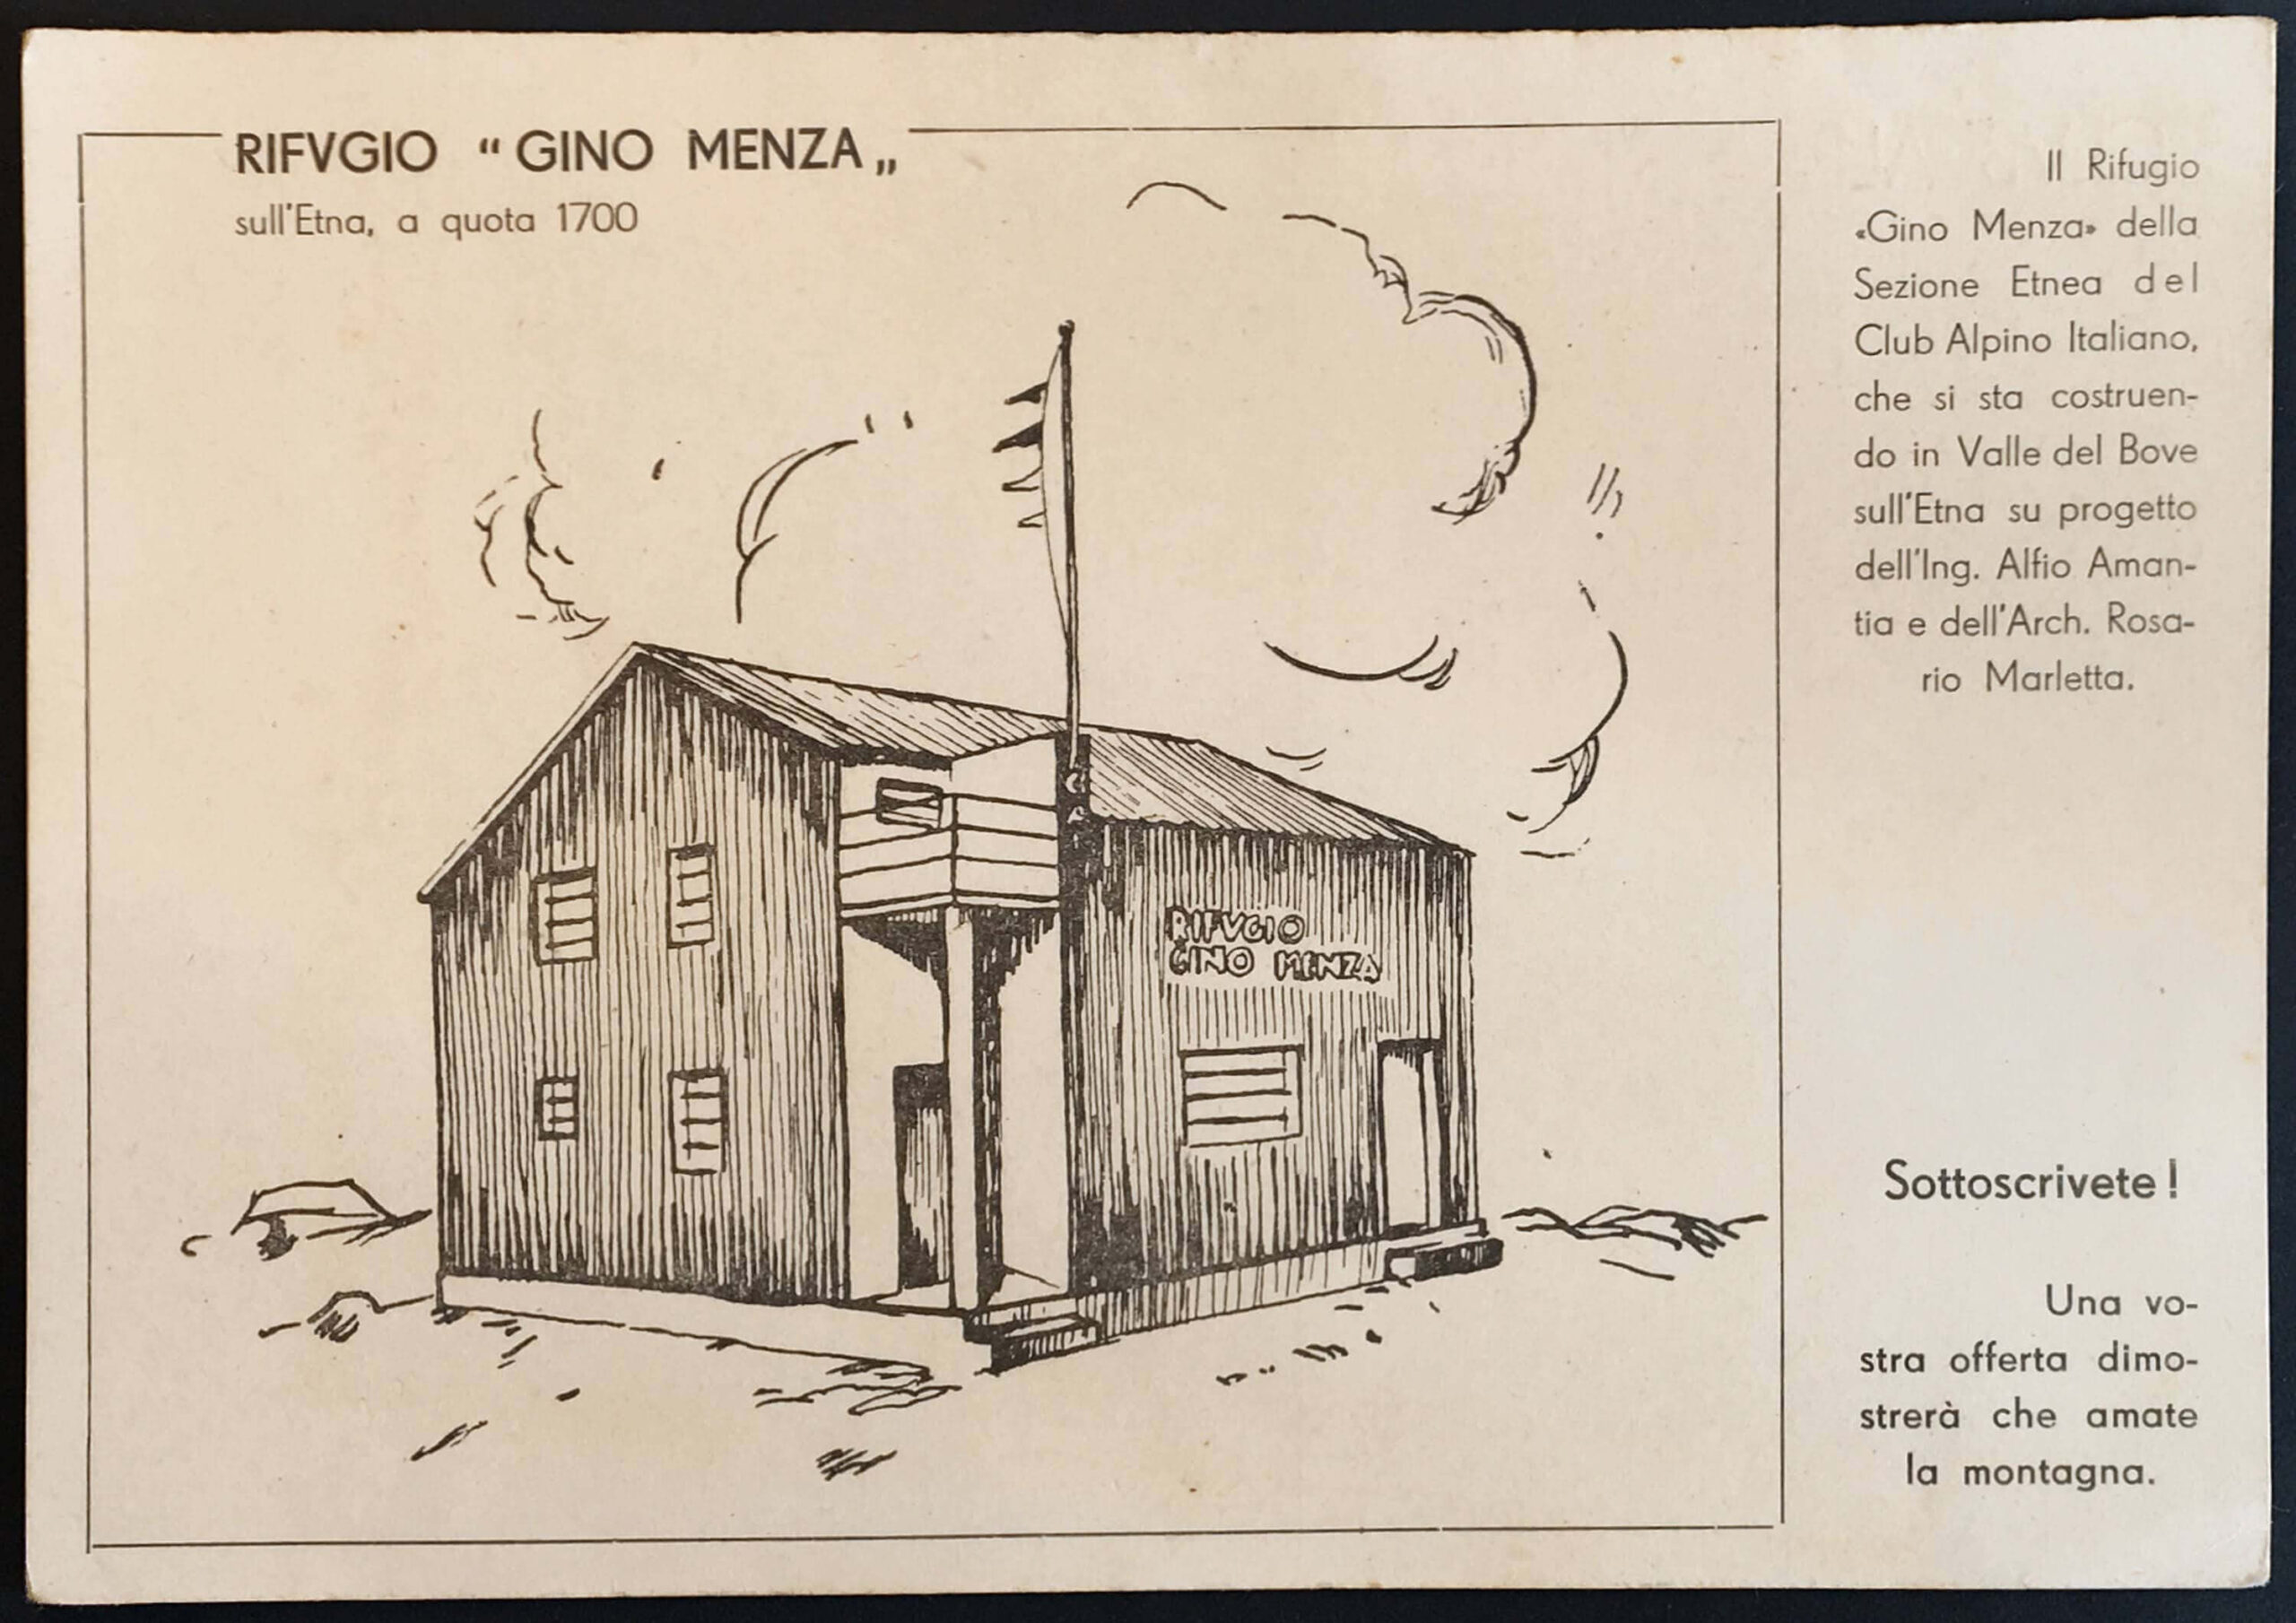 RIFVGIO “ GINO MENZA „
sull'Etna, a quota 1700
C
A
RIFVGIO
GINO MENZA
Il Rifugio
«Gino Menza» della
Sezione Etnea del
Club Alpino Italiano,
che si sta costruen-
do in Valle del Bove
sull'Etna su progetto
dell'Ing. Alfio Aman-
tia e dell'Arch. Rosa-
rio Marletta.
Sottoscrivete !
Una vo-
stra offerta dimo-
strerà che amate
la montagna.